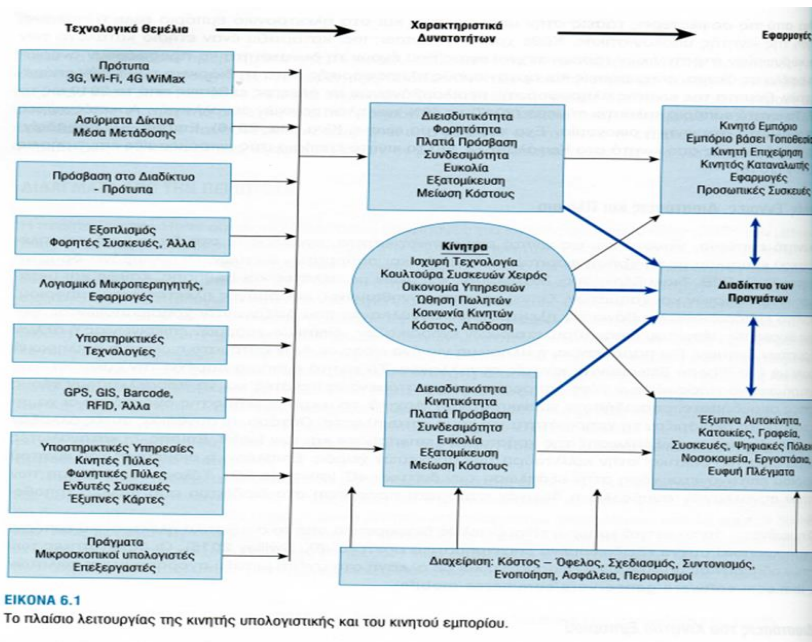 Τεχνολογικά Θεμέλια
Χαρακτηριστικά
Δυνατοτήτων
Εφαρμογές
Πρότυπα
3G, Wi-Fi, 4G WiMax
Ασύρματα Δίκτυα
Μέσα Μετάδοσης
Πρόσβαση στο Διαδίκτυο
- Πρότυπα
Εξοπλισμός
Φορητές Συσκευές, Άλλα
Λογισμικό Μικροπεριηγητής,
Εφαρμογές
Υποστηρικτικές
Τεχνολογίες
GPS, GIS, Barcode,
RFID, Άλλα
Υποστηρικτικές Υπηρεσίες
Κινητές Πύλες
Φωνητικές Πύλες
Ενδυτές Συσκευές
Έξυπνες Κάρτες
Πράγματα
Μικροσκοπικοί υπολογιστές
Επεξεργαστές
Διεισδυτικότητα
Φορητότητα
Πλατιά Πρόσβαση
Συνδεσιμότητα
Ευκολία
Εξατομίκευση
Μείωση Κόστους
Κίνητρα
Ισχυρή Τεχνολογία
Κουλτούρα Συσκευών Χειρός
Οικονομία Υπηρεσιών
Ώθηση Πωλητών
Κοινωνία Κινητών
Κόστος, Απόδοση
Διεισδυτικότητα
Κινητικότητα
Πλατιά Πρόσβαση
Συνδεσιμότητσ
Ευκολία
Εξατομίκευση
Μείωση Κόστους
Κινητό Εμπόριο
Εμπόριο βάσει Τοποθεσία
Κινητή Επιχείρηση
Κινητός Καταναλωτής
Εφαρμογές
Προσωπικές Συσκευές
Διαδίκτυο των
Πραγμάτων
Έξυπνα Αυτοκίνητα,
Κατοικίες, Γραφεία,
Συσκευές, Ψηφιακές Πόλει
Νοσοκομεία, Εργοστάσια,
Ευφυή Πλέγματα
Διαχείριση: Κόστος – Όφελος, Σχεδιασμός, Συντονισμός,
Ενοποίηση, Ασφάλεια, Περιορισμοί
ΕΙΚΟΝΑ 6.1
Το πλαίσιο λειτουργίας της κινητής υπολογιστικής και του κινητού εμπορίου.